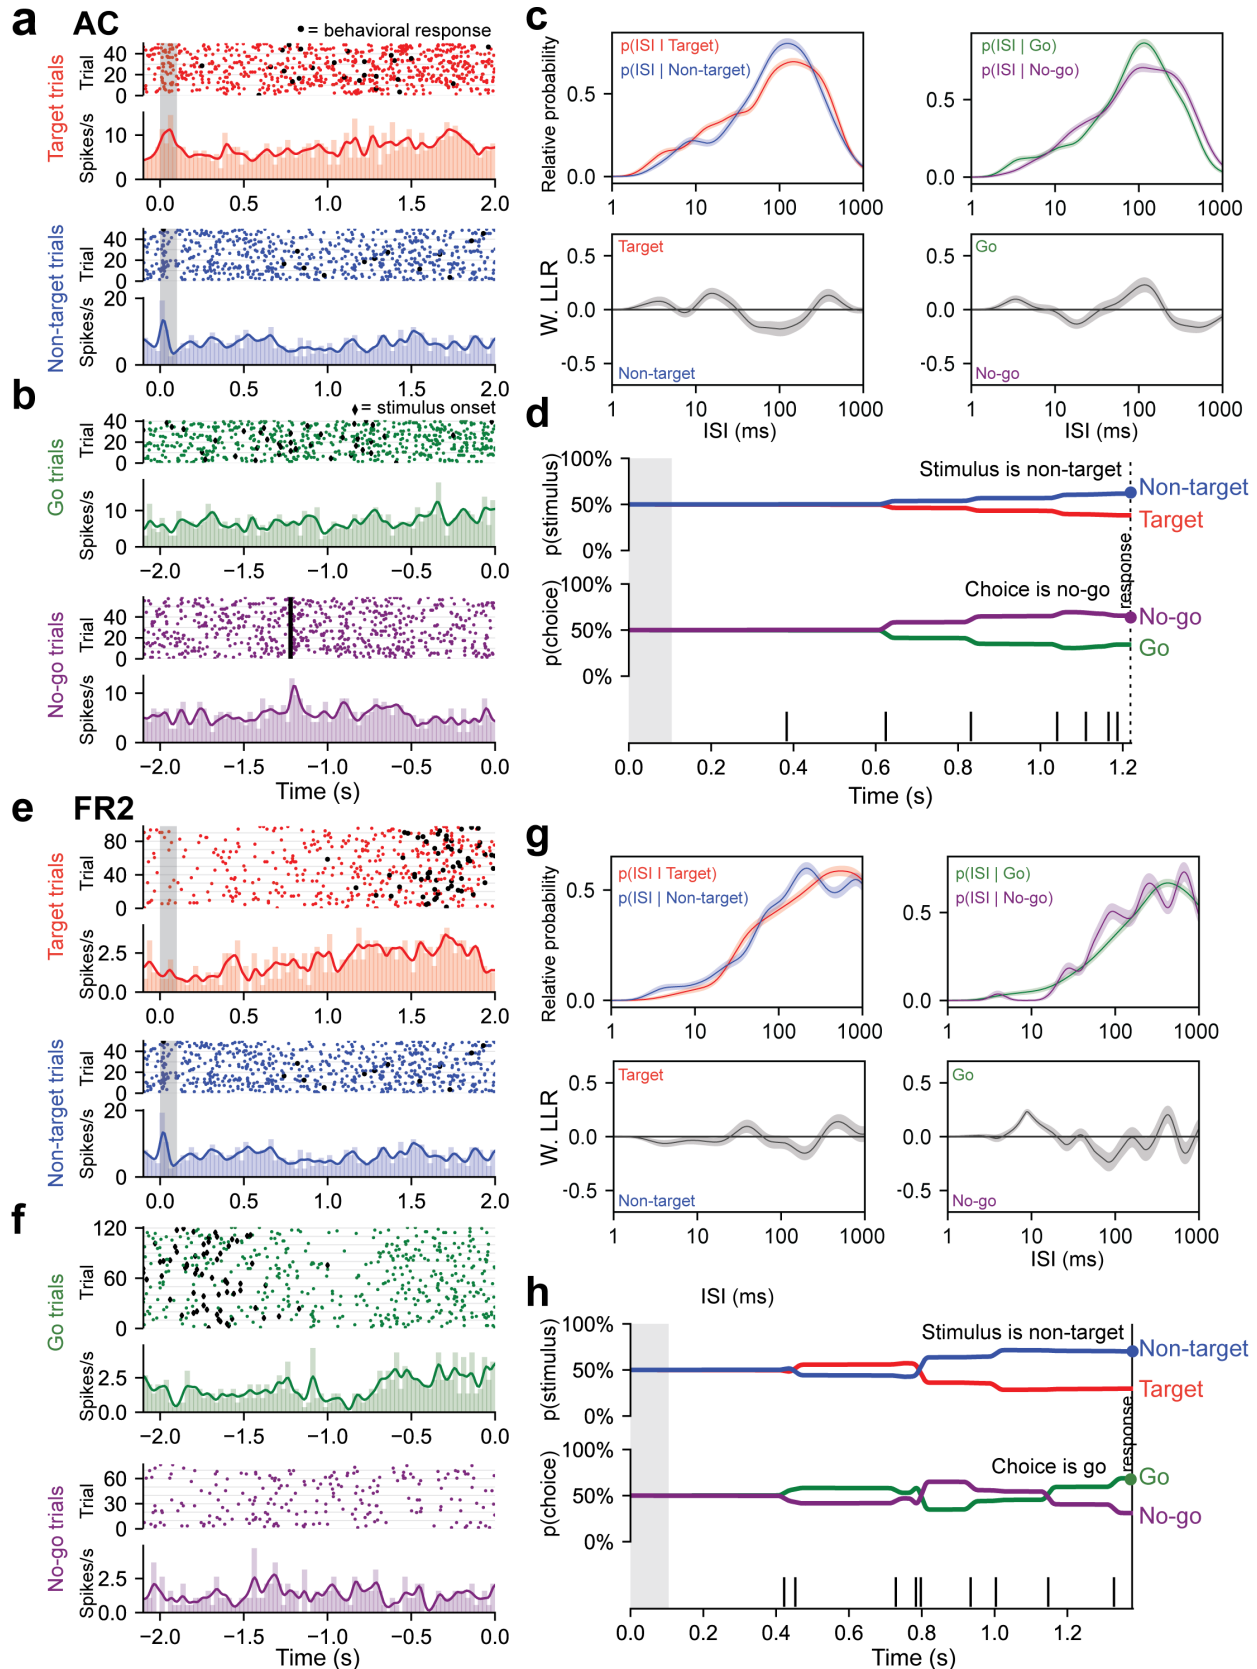 a AC
● = behavioral response
Target trials
Trial
40
20
0
Spikes/s
10
0
0.0 0.5 1.0 1.5 2.0
Non-target trials
Trial
40
20
0
Spikes/s
20
0
0.0 0.5 1.0 1.5 2.0
b
♦ = stimulus onset
Go trials
Trial
40
20
0
Spikes/s
10
0
−2.0 −1.5 −1.0 −0.5 0.0
No-go trials
Trial
40
20
0
Spikes/s
10
0
−2.0 −1.5 −1.0 −0.5 0.0
Time (s)
c
Relative probability
p(ISI I Target)
p(ISI | Non-target)
0.5
0.0
1 10 100 1000
p(ISI | Go)
p(ISI | No-go)
0.5
0.0
1 10 100 1000
W. LLR
Target
0.5
0.0
-0.5
Non-target
1 10 100 1000
ISI (ms)
Go
0.5
0.0
-0.5
No-go
1 10 100 1000
ISI (ms)
d
p(stimulus)
100%
50%
0%
Stimulus is non-target
Non-target
Target
p(choice)
100%
50%
0%
Choice is no-go
response
No-go
Go
0.0 0.2 0.4 0.6 0.8 1.0 1.2
Time (s)
e FR2
Target trials
Trial
80
40
0
Spikes/s
2.5
0.0
0.0 0.5 1.0 1.5 2.0
Non-target trials
Trial
40
20
0
Spikes/s
20
0
0.0 0.5 1.0 1.5 2.0
f
Go trials
Trial
120
60
0
Spikes/s
2.5
0.0
−2.0 −1.5 −1.0 −0.5 0.0
No-go trials
Trial
60
30
0
Spikes/s
2.5
0.0
−2.0 −1.5 −1.0 −0.5 0.0
Time (s)
g
Relative probability
p(ISI I Target)
p(ISI | Non-target)
0.5
0.0
1 10 100 1000
p(ISI | Go)
p(ISI | No-go)
0.5
0.0
1 10 100 1000
W. LLR
Target
0.5
0.0
-0.5
Non-target
1 10 100 1000
Go
0.5
0.0
-0.5
No-go
1 10 100 1000
ISI (ms)
h
ISI (ms)
p(stimulus)
100%
50%
0%
Stimulus is non-target
Non-target
Target
p(choice)
100%
50%
0%
Choice is go
response
Go
No-go
0.0 0.2 0.4 0.6 0.8 1.0 1.2
Time (s)